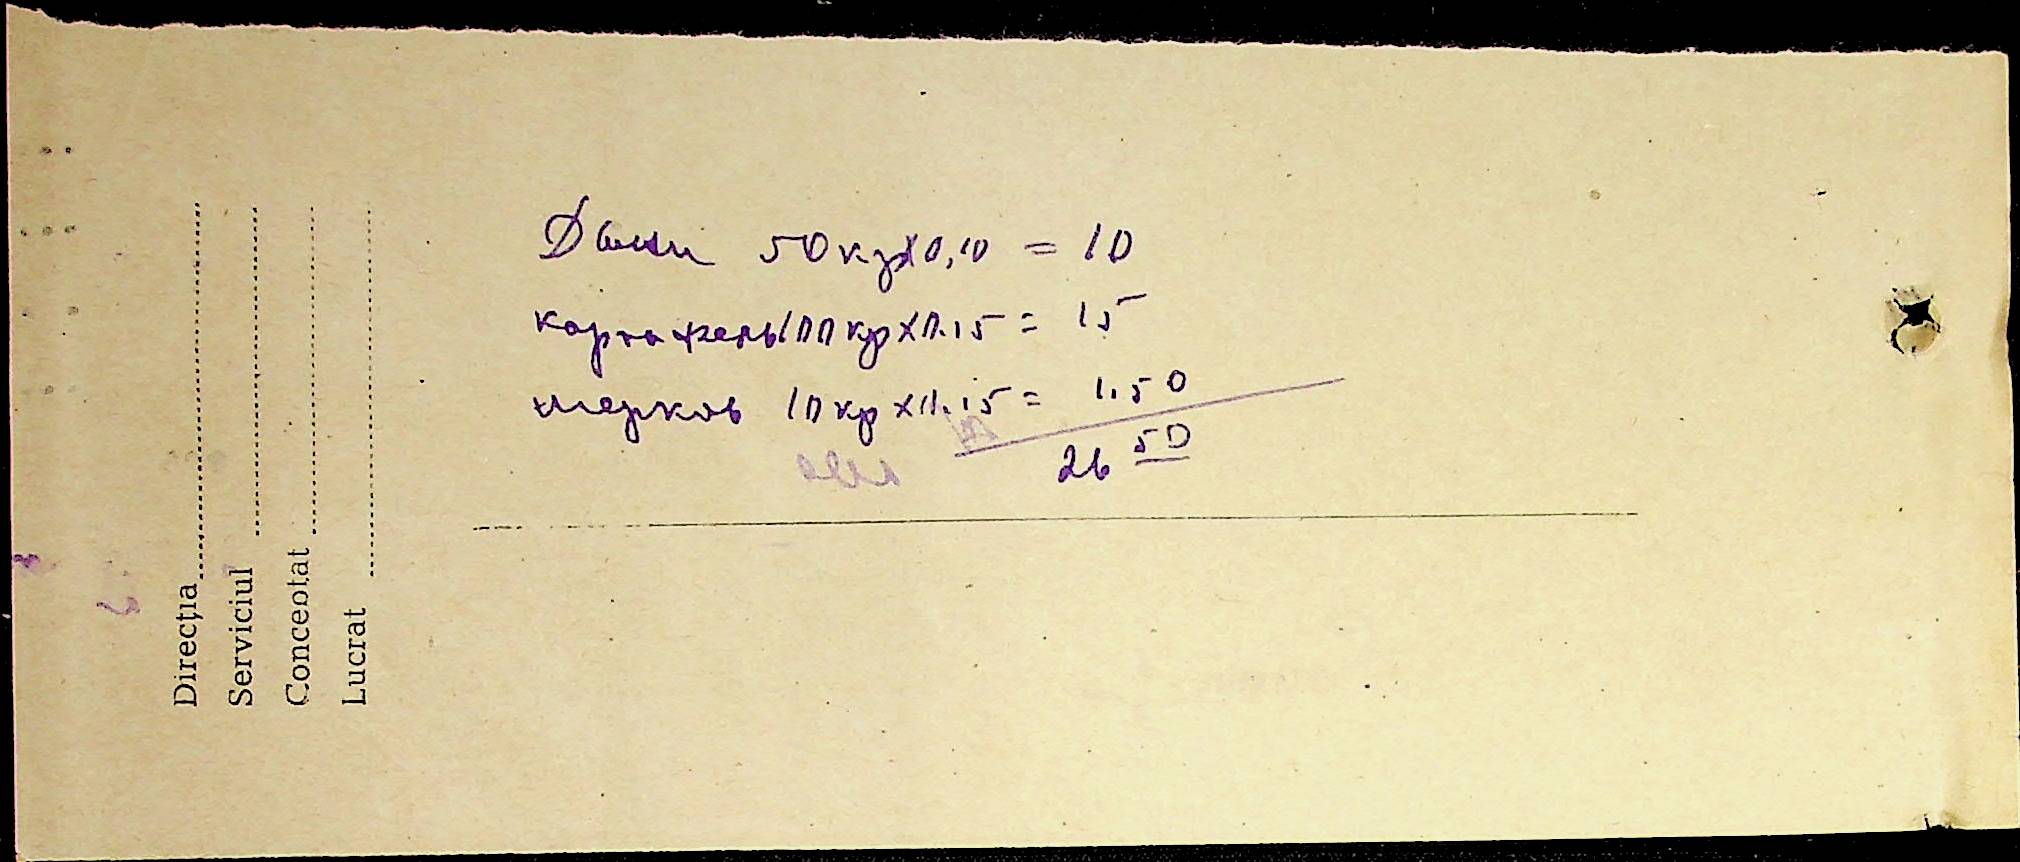 Дыни 50 кг х 0,10 = 10
картофель 100 кг х 0.15 = 15
морковь 10 кг х 0.15 = 1.50
26 50
Direcția
Serviciul
Conceptat
Lucrat